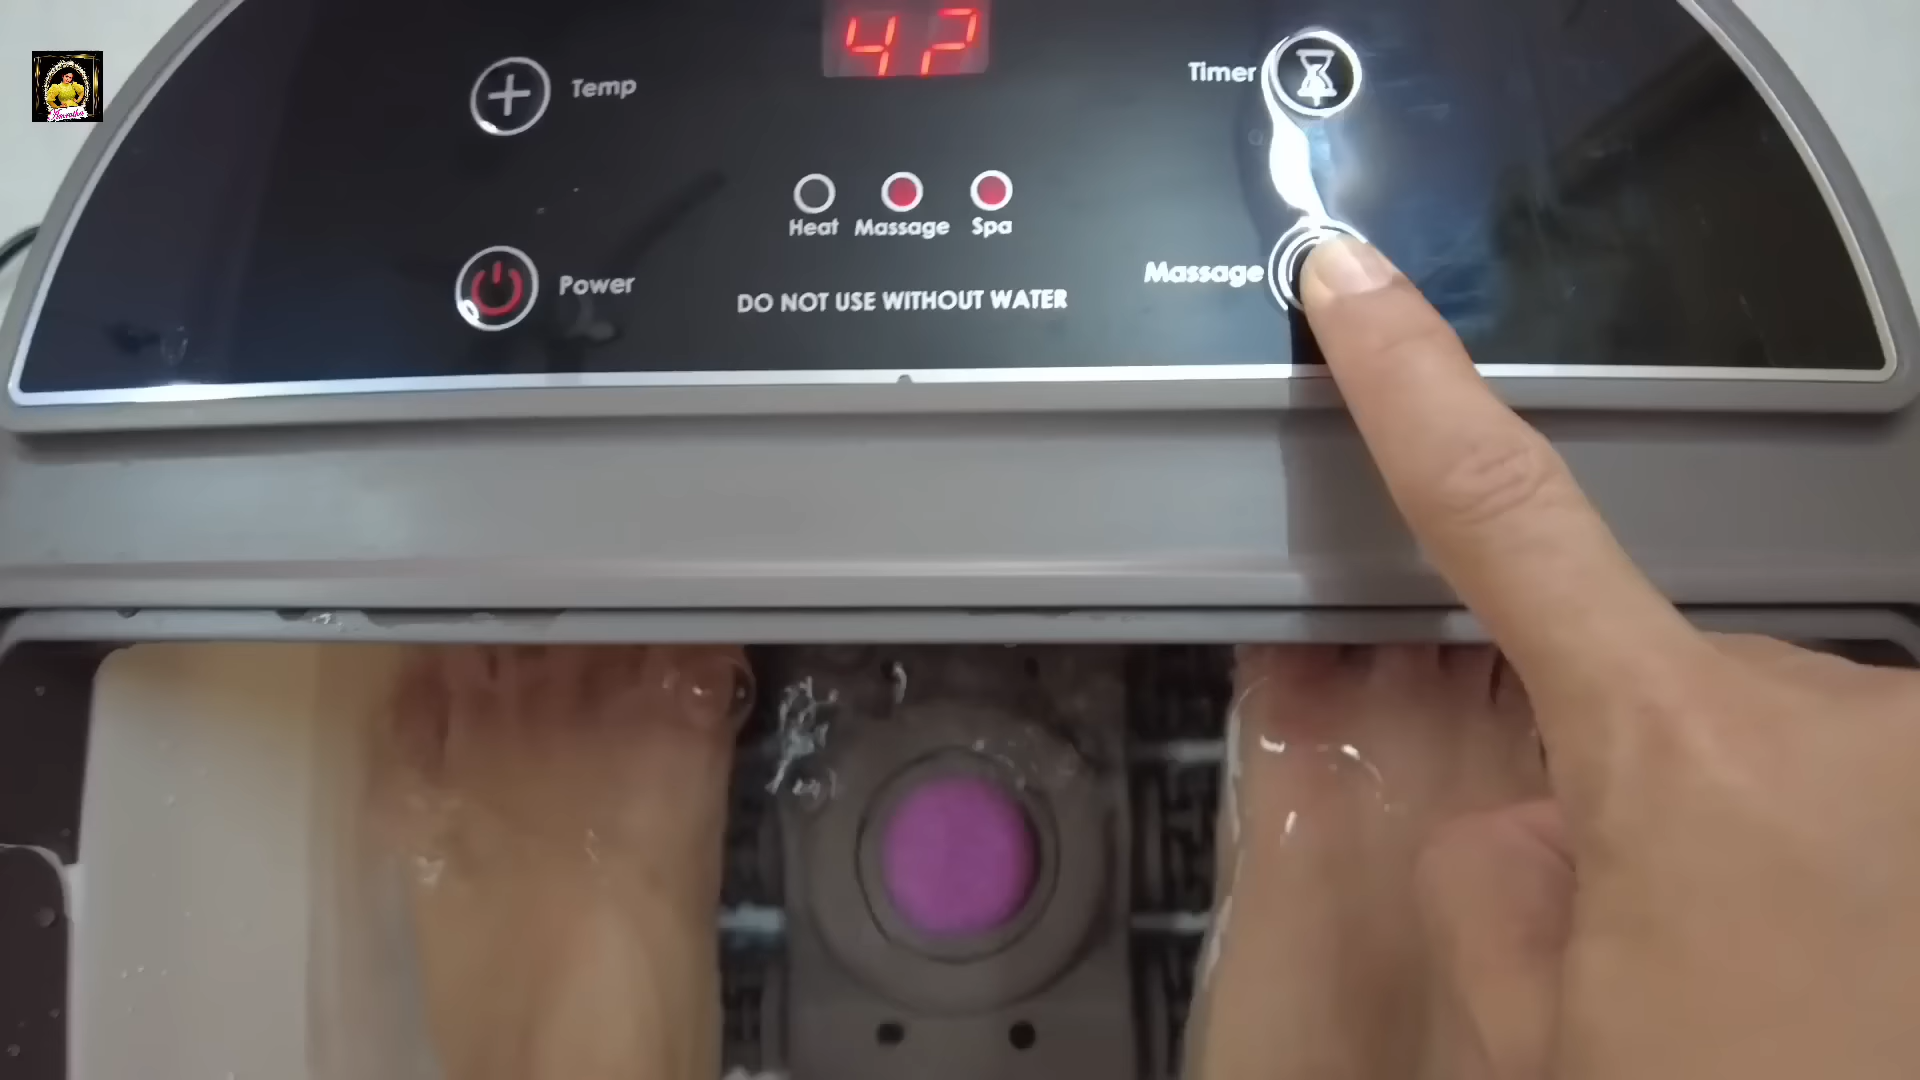 42
Temp
Timer
Heat Massage Spa
Power
Massage
DO NOT USE WITHOUT WATER